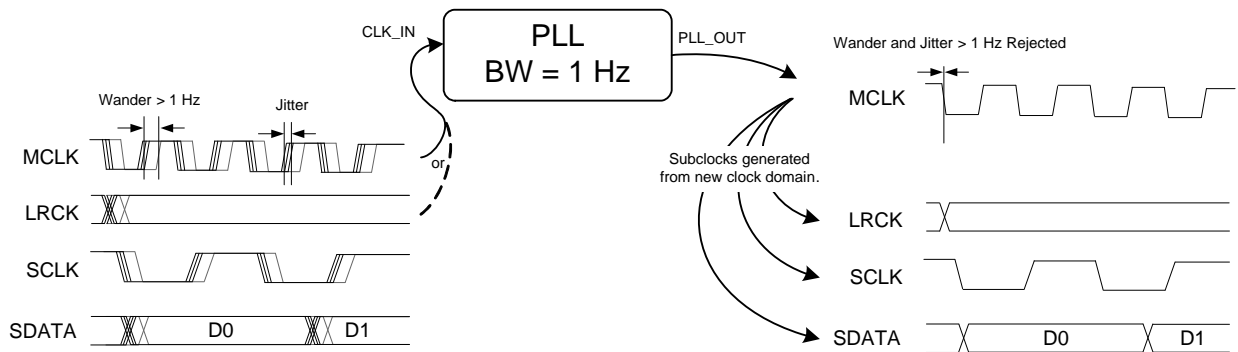 CLK_IN
PLL
BW = 1 Hz
PLL_OUT
Wander > 1 Hz
Jitter
MCLK
or
LRCK
SCLK
SDATA
D0
D1
Subclocks generated
from new clock domain.
Wander and Jitter > 1 Hz Rejected
MCLK
LRCK
SCLK
SDATA
D0
D1